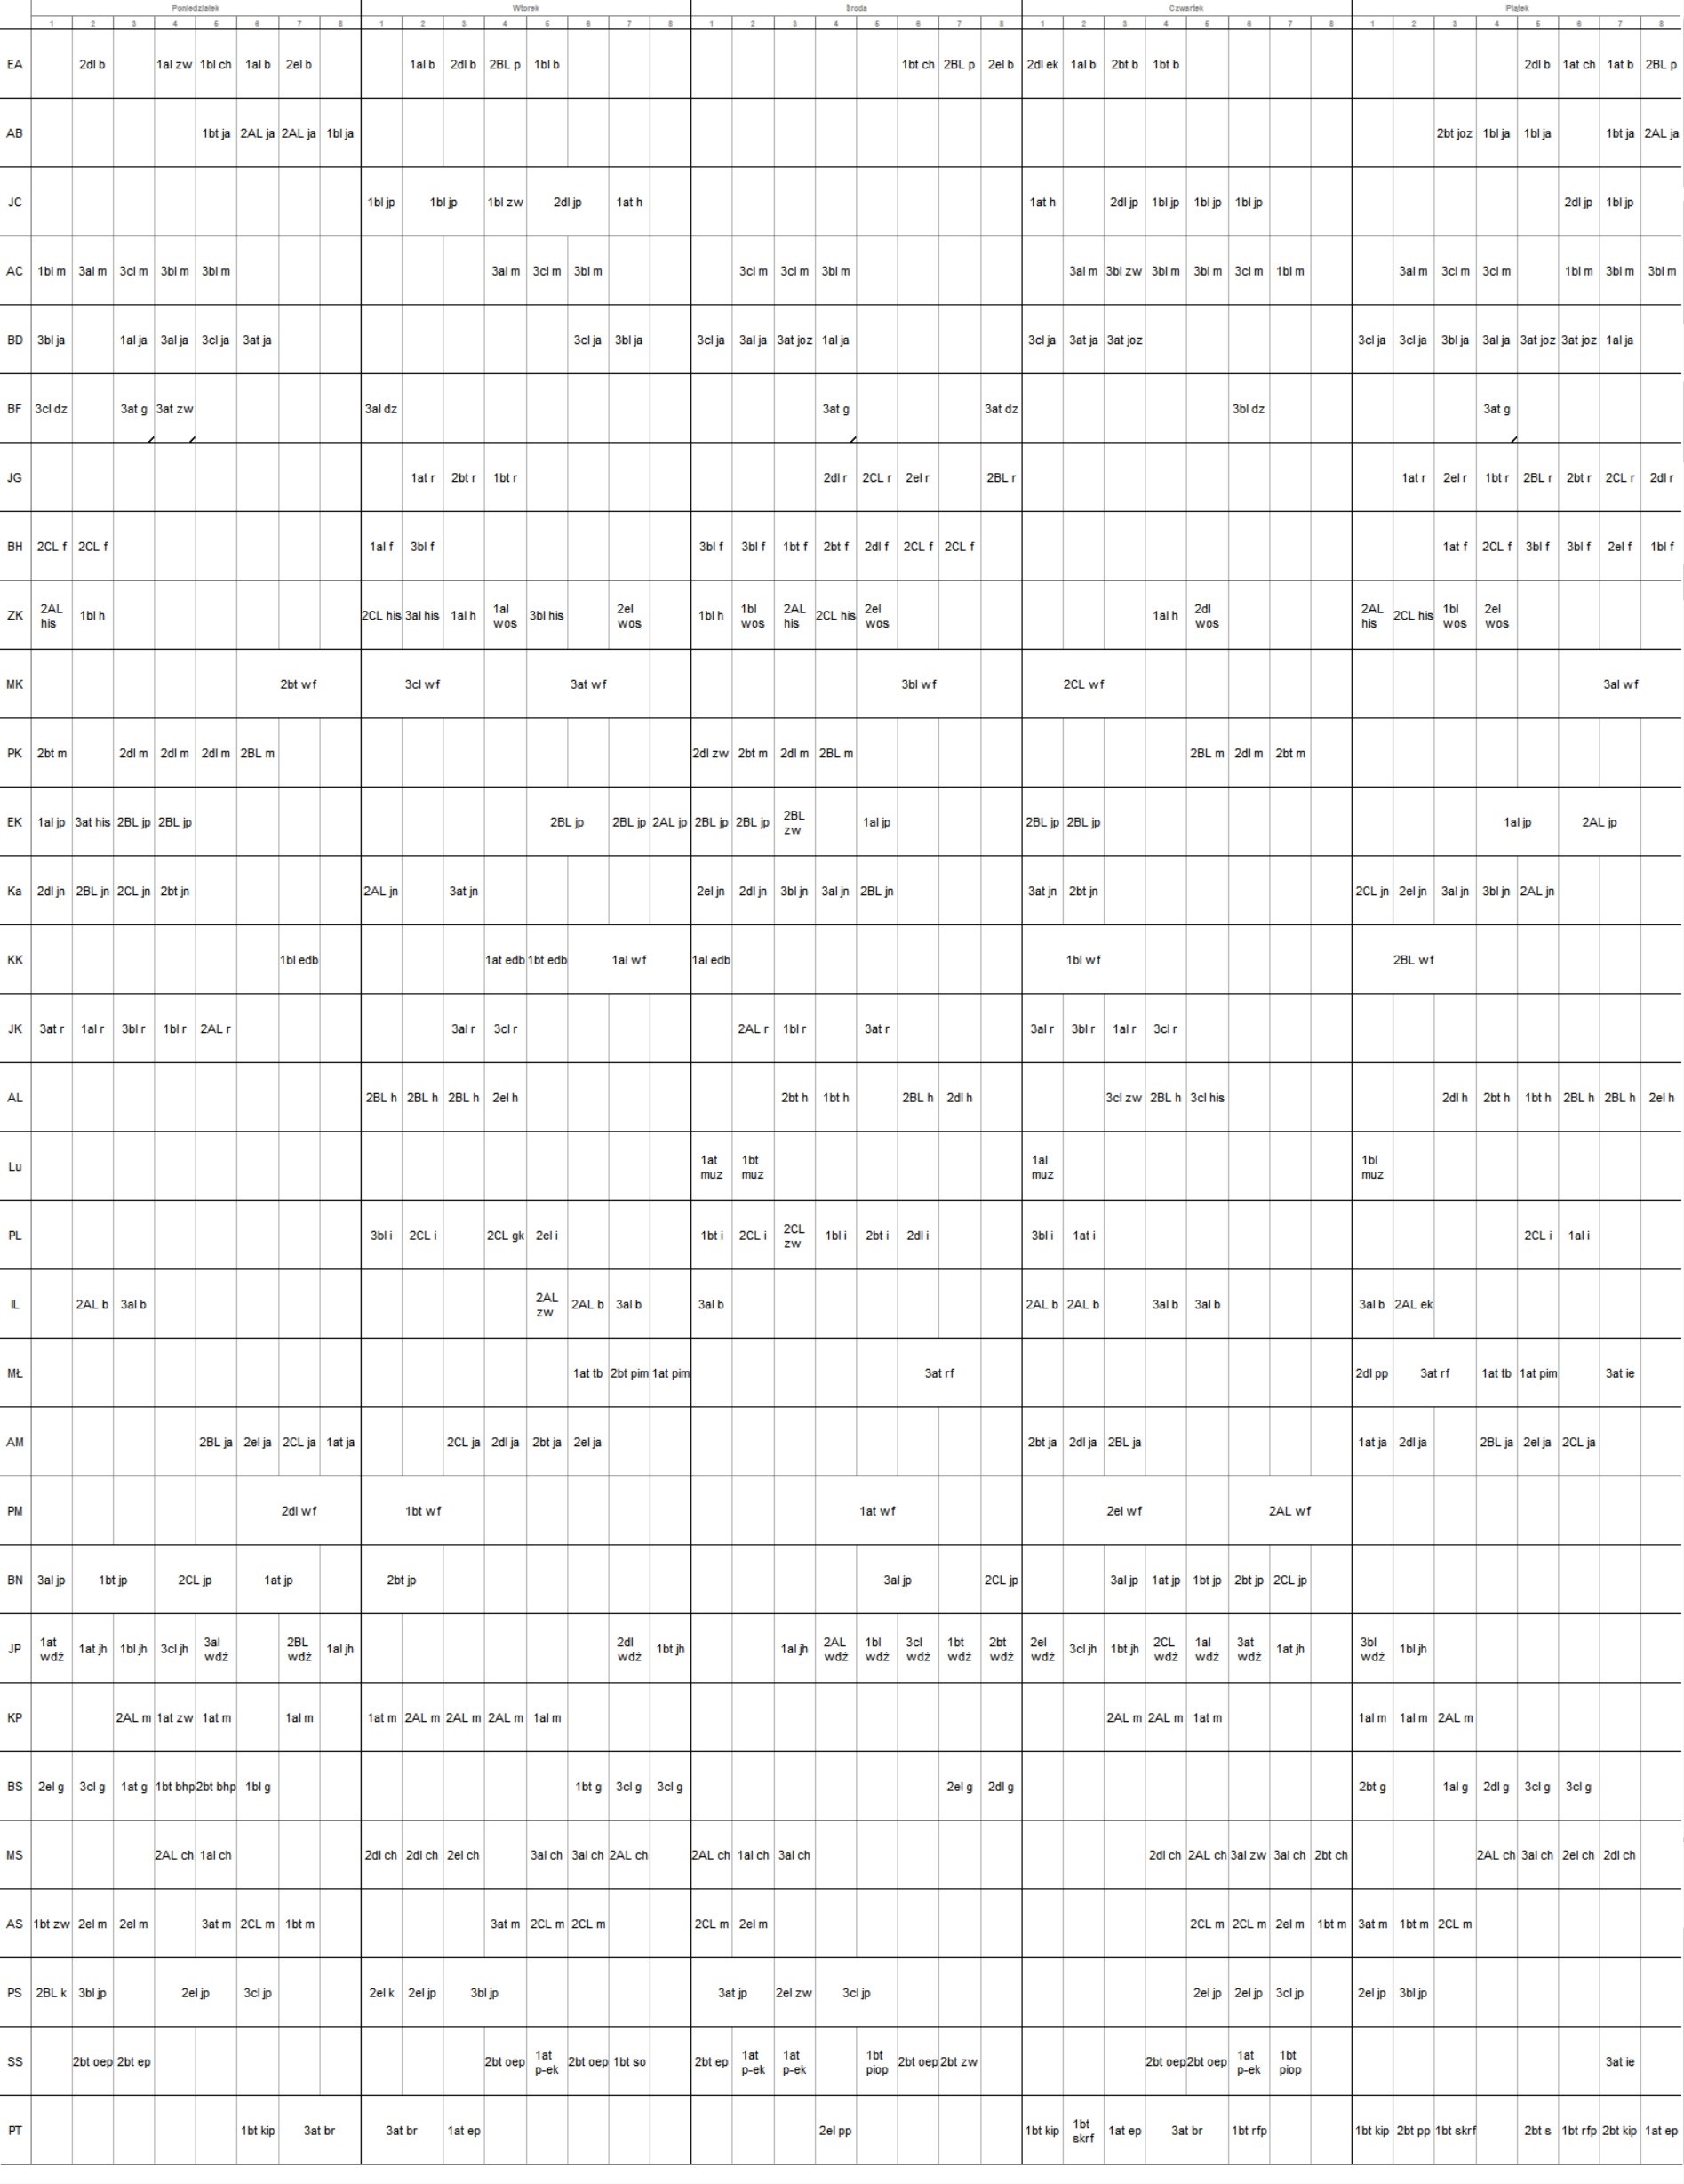 Poniedziałek Wtorek Środa Czwartek Piątek
1 2 3 4 5 6 7 8 1 2 3 4 5 6 7 8 1 2 3 4 5 6 7 8 1 2 3 4 5 6 7 8 1 2 3 4 5 6 7 8
EA 2dl b 1al zw 1bl ch 1al b 2el b 1al b 2dl b 2BL p 1bl b 1bt ch 2BL p 2el b 2dl ek 1al b 2bt b 1bt b 2dl b 1at ch 1at b 2BL p
AB 1bt ja 2AL ja 2AL ja 1bl ja 2bt joz 1bl ja 1bl ja 1bt ja 2AL ja
JC 1bl jp 1bl jp 1bl zw 2dl jp 1at h 1at h 2dl jp 1bl jp 1bl jp 1bl jp 2dl jp 1bl jp
AC 1bl m 3al m 3cl m 3bl m 3bl m 3al m 3cl m 3bl m 3cl m 3cl m 3bl m 3al m 3bl zw 3bl m 3bl m 3cl m 1bl m 3al m 3cl m 3cl m 1bl m 3bl m 3bl m
BD 3bl ja 1al ja 3al ja 3cl ja 3at ja 3cl ja 3bl ja 3cl ja 3al ja 3at joz 1al ja 3cl ja 3at ja 3at joz 3cl ja 3cl ja 3bl ja 3al ja 3at joz 3at joz 1al ja
BF 3cl dz 3at g 3at zw 3al dz 3at g 3at dz 3bl dz 3at g
JG 1at r 2bt r 1bt r 2dl r 2CL r 2el r 2BL r 1at r 2el r 1bt r 2BL r 2bt r 2CL r 2dl r
BH 2CL f 2CL f 1al f 3bl f 3bl f 3bl f 1bt f 2bt f 2dl f 2CL f 2CL f 1at f 2CL f 3bl f 3bl f 2el f 1bl f
ZK 2AL his 1bl h 2CL his 3al his 1al h 1al wos 3bl his 2el wos 1bl h 1bl wos 2AL his 2CL his 2el wos 1al h 2dl wos 2AL his 2CL his 1bl wos 2el wos
MK 2bt wf 3cl wf 3at wf 3bl wf 2CL wf 3al wf
PK 2bt m 2dl m 2dl m 2dl m 2BL m 2dl zw 2bt m 2dl m 2BL m 2BL m 2dl m 2bt m
EK 1al jp 3at his 2BL jp 2BL jp 2BL jp 2BL jp 2AL jp 2BL jp 2BL jp 2BL zw 1al jp 2BL jp 2BL jp 1al jp 2AL jp
Ka 2dl jn 2BL jn 2CL jn 2bt jn 2AL jn 3at jn 2el jn 2dl jn 3bl jn 3al jn 2BL jn 3at jn 2bt jn 2CL jn 2el jn 3al jn 3bl jn 2AL jn
KK 1bl edb 1at edb 1bt edb 1al wf 1al edb 1bl wf 2BL wf
JK 3at r 1al r 3bl r 1bl r 2AL r 3al r 3cl r 2AL r 1bl r 3at r 3al r 3bl r 1al r 3cl r
AL 2BL h 2BL h 2BL h 2el h 2bt h 1bt h 2BL h 2dl h 3cl zw 2BL h 3cl his 2dl h 2bt h 1bt h 2BL h 2BL h 2el h
Lu 1at muz 1bt muz 1al muz 1bl muz
PL 3bl i 2CL i 2CL gk 2el i 1bt i 2CL i 2CL zw 1bl i 2bt i 2dl i 3bl i 1at i 2CL i 1al i
IL 2AL b 3al b 2AL zw 2AL b 3al b 3al b 2AL b 2AL b 3al b 3al b 3al b 2AL ek
MŁ 1at tb 2bt pim 1at pim 3at rf 2dl pp 3at rf 1at tb 1at pim 3at ie
AM 2BL ja 2el ja 2CL ja 1at ja 2CL ja 2dl ja 2bt ja 2el ja 2bt ja 2dl ja 2BL ja 1at ja 2dl ja 2BL ja 2el ja 2CL ja
PM 2dl wf 1bt wf 1at wf 2el wf 2AL wf
BN 3al jp 1bt jp 2CL jp 1at jp 2bt jp 3al jp 2CL jp 3al jp 1at jp 1bt jp 2bt jp 2CL jp
JP 1at wdż 1at jh 1bl jh 3cl jh 3al wdż 2BL wdż 1al jh 2dl wdż 1bt jh 1al jh 2AL wdż 1bl wdż 3cl wdż 1bt wdż 2bt wdż 2el wdż 3cl jh 1bt jh 2CL wdż 1al wdż 3at wdż 1at jh 3bl wdż 1bl jh
KP 2AL m 1at zw 1at m 1al m 1at m 2AL m 2AL m 2AL m 1al m 2AL m 2AL m 1at m 1al m 1al m 2AL m
BS 2el g 3cl g 1at g 1bt bhp 2bt bhp 1bl g 1bt g 3cl g 3cl g 2el g 2dl g 2bt g 1al g 2dl g 3cl g 3cl g
MS 2AL ch 1al ch 2dl ch 2dl ch 2el ch 3al ch 3al ch 2AL ch 2AL ch 1al ch 3al ch 2dl ch 2AL ch 3al zw 3al ch 2bt ch 2AL ch 3al ch 2el ch 2dl ch
AS 1bt zw 2el m 2el m 3at m 2CL m 1bt m 3at m 2CL m 2CL m 2CL m 2el m 2CL m 2CL m 2el m 1bt m 3at m 1bt m 2CL m
PS 2BL k 3bl jp 2el jp 3cl jp 2el k 2el jp 3bl jp 3at jp 2el zw 3cl jp 2el jp 2el jp 3cl jp 2el jp 3bl jp
SS 2bt oep 2bt ep 2bt oep 1at p-ek 2bt oep 1bt so 2bt ep 1at p-ek 1at p-ek 1bt piop 2bt oep 2bt zw 2bt oep 2bt oep 1at p-ek 1bt piop 3at ie
PT 1bt kip 3at br 3at br 1at ep 2el pp 1bt kip 1bt skrf 1at ep 3at br 1bt rfp 1bt kip 2bt pp 1bt skrf 2bt s 1bt rfp 2bt kip 1at ep